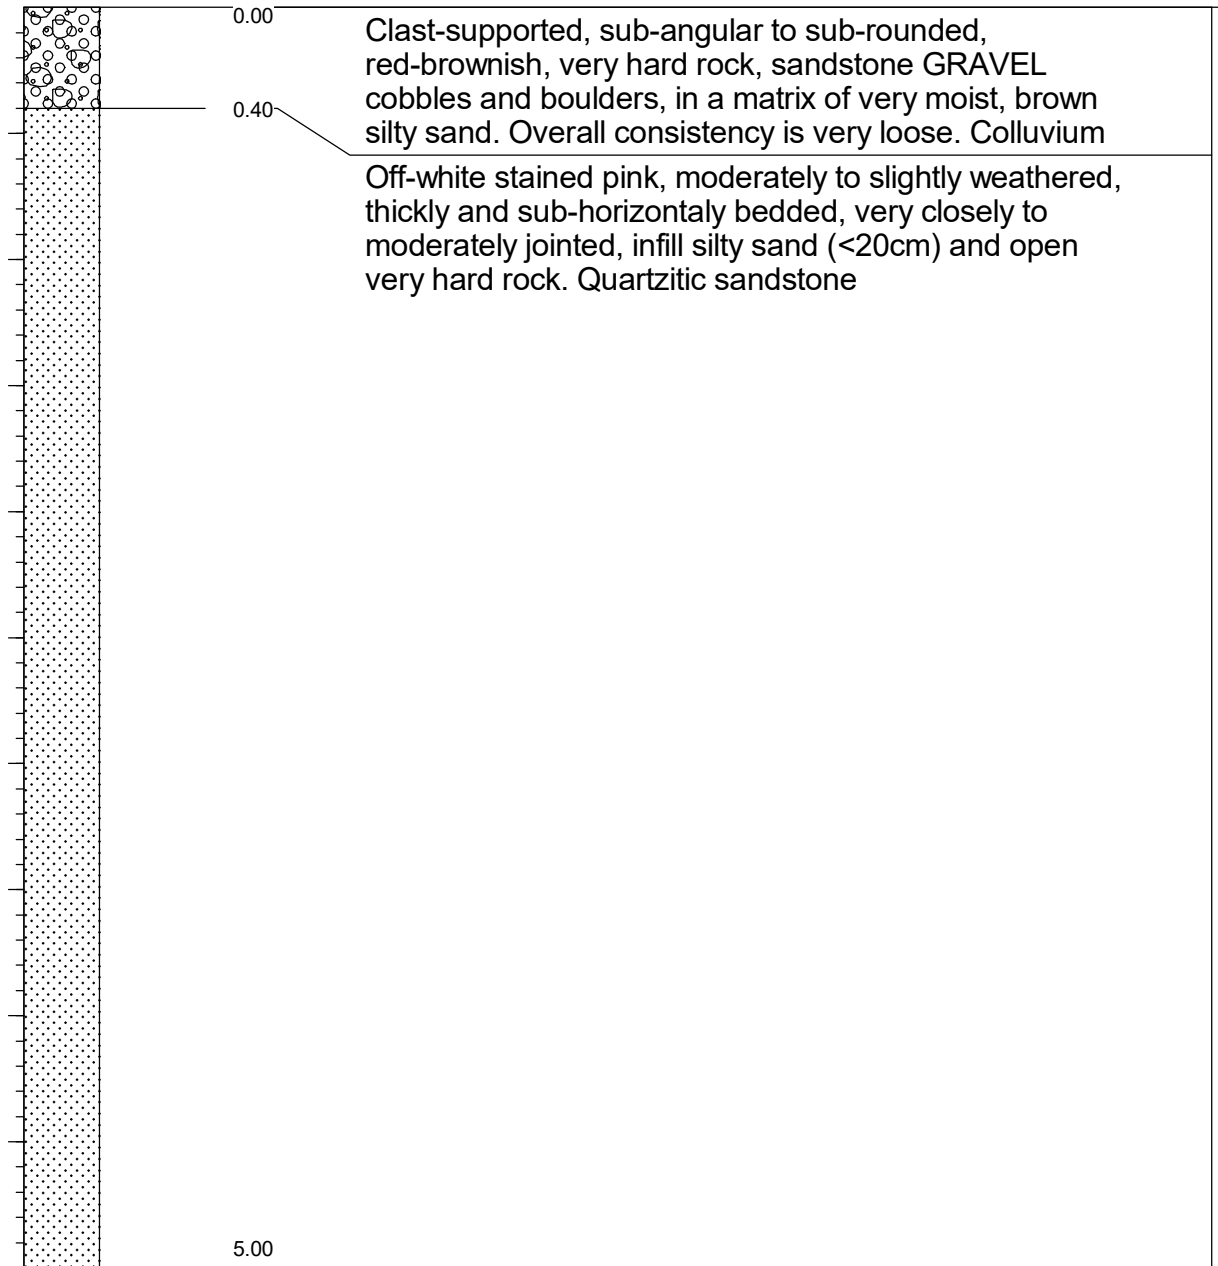 0.00
Clast-supported, sub-angular to sub-rounded,
red-brownish, very hard rock, sandstone GRAVEL
cobbles and boulders, in a matrix of very moist, brown
silty sand. Overall consistency is very loose. Colluvium
0.40
Off-white stained pink, moderately to slightly weathered,
thickly and sub-horizontaly bedded, very closely to
moderately jointed, infill silty sand (<20cm) and open
very hard rock. Quartzitic sandstone
5.00